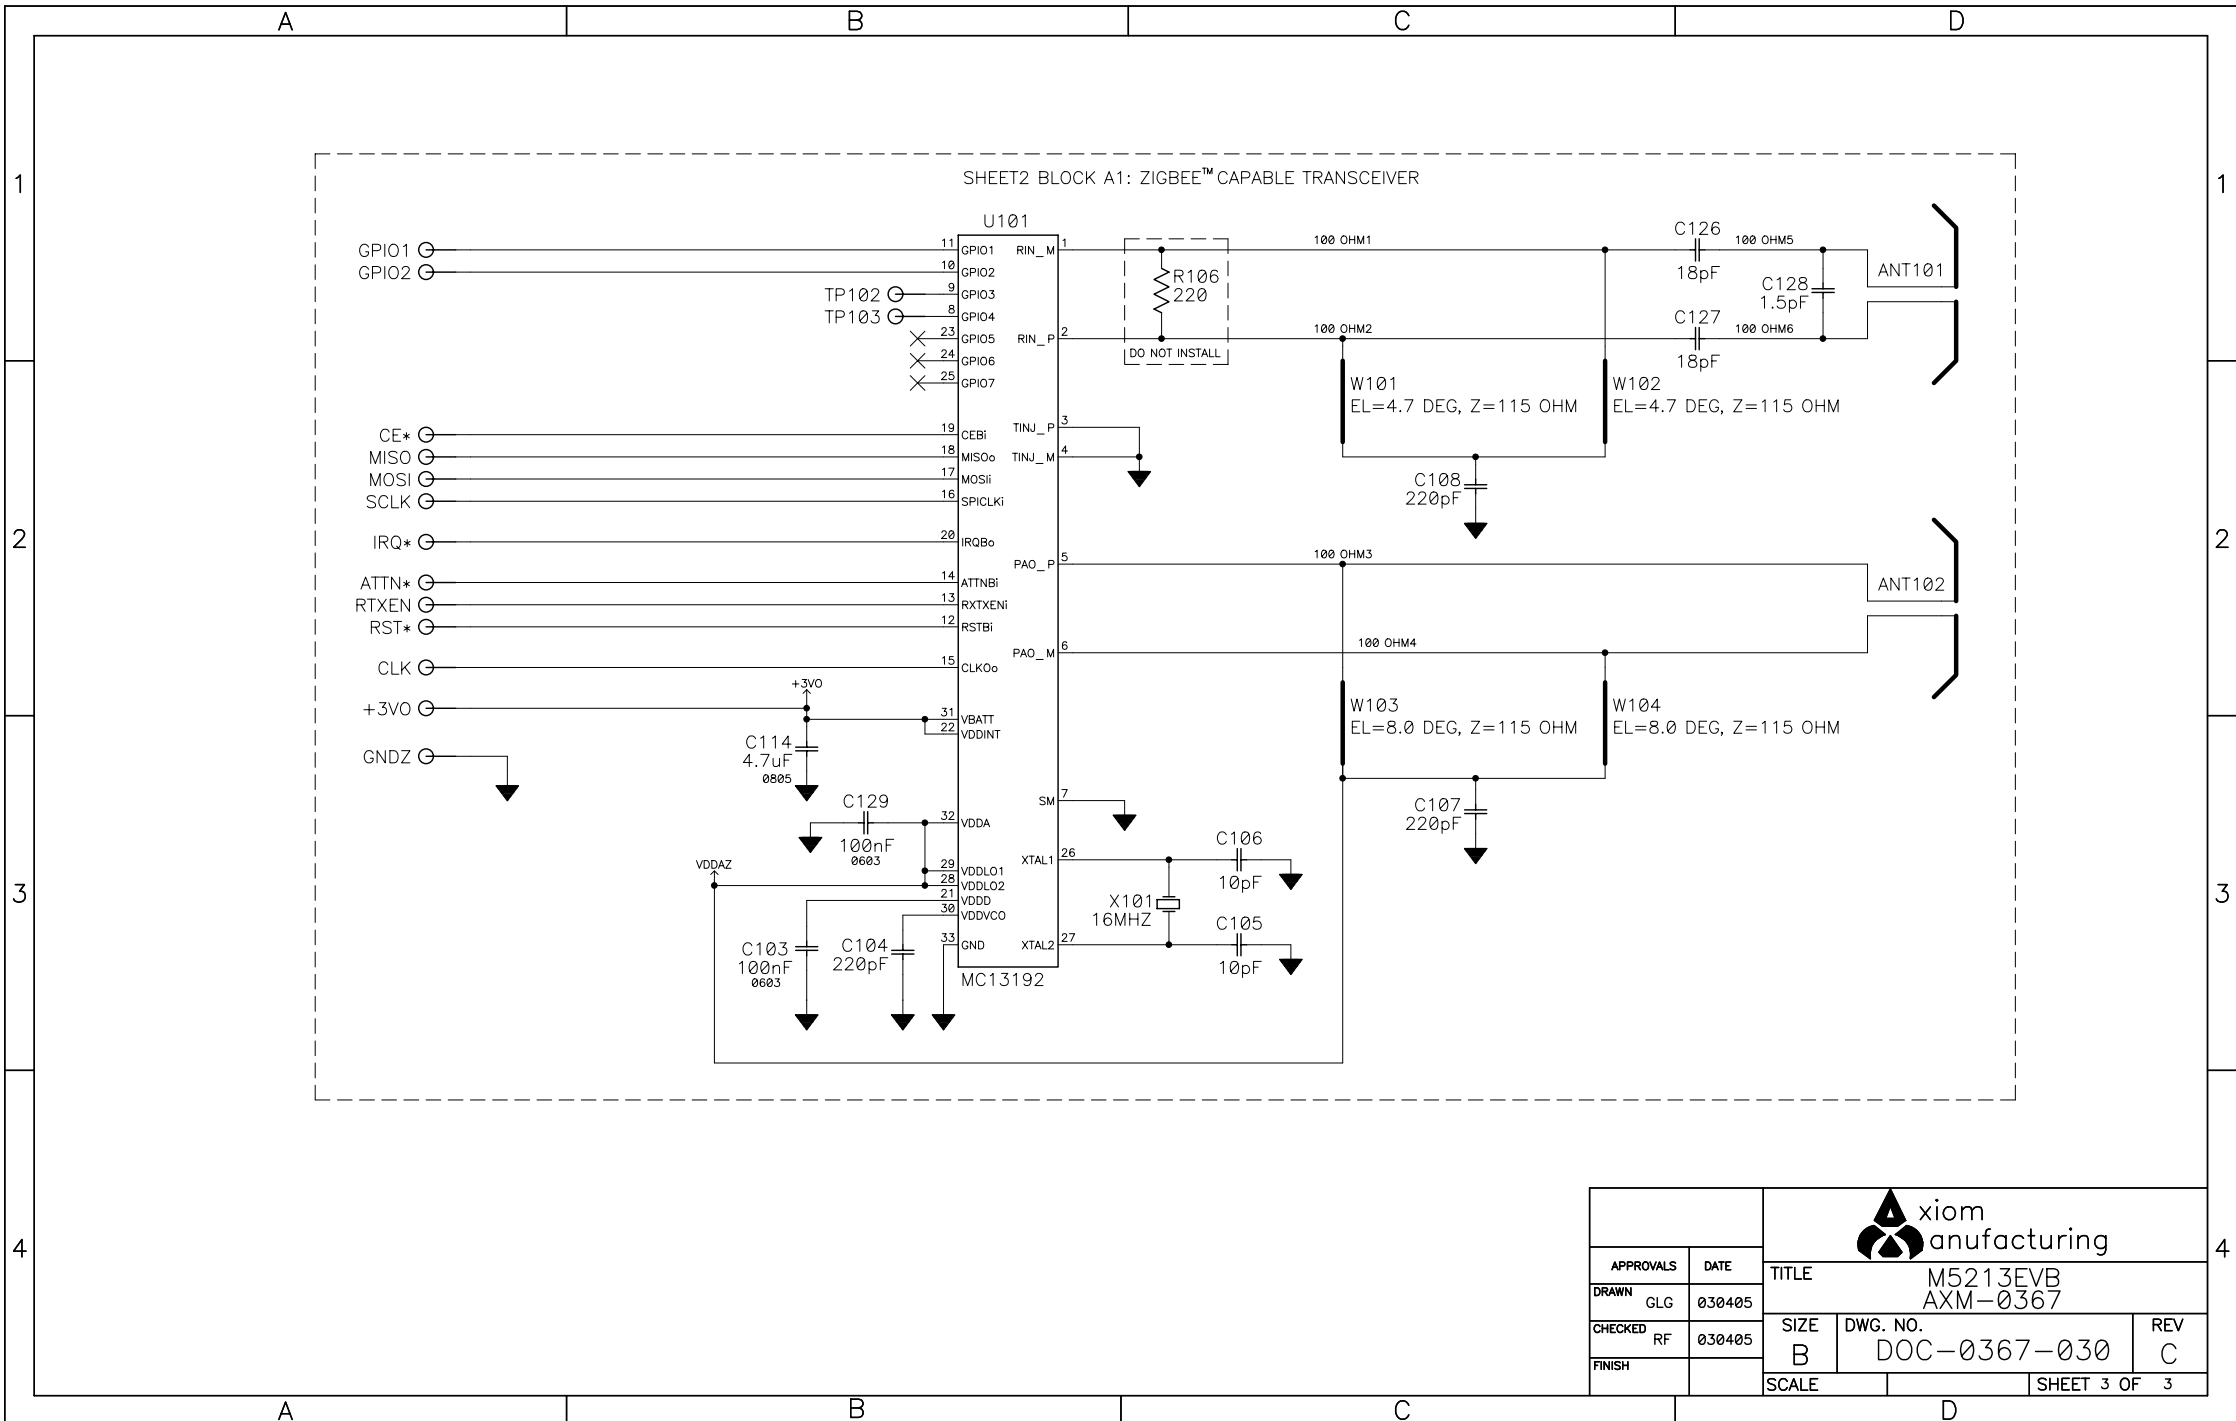 A B C D
1 1
SHEET2 BLOCK A1: ZIGBEE™ CAPABLE TRANSCEIVER
U101
GPIO1 11 GPIO1 RIN_M 1 100 OHM1 C126 18pF 100 OHM5
GPIO2 10 GPIO2
R106
220
DO NOT INSTALL
C128
1.5pF
ANT101
TP102 9 GPIO3
TP103 8 GPIO4
23 GPIO5 RIN_P 2 100 OHM2 C127 18pF 100 OHM6
24 GPIO6
25 GPIO7
W101
EL=4.7 DEG, Z=115 OHM
W102
EL=4.7 DEG, Z=115 OHM
CE* 19 CEBi TINJ_P 3
MISO 18 MISOo TINJ_M 4
MOSI 17 MOSIi
SCLK 16 SPICLKi
C108
220pF
2 2
IRQ* 20 IRQBo
PAO_P 5 100 OHM3
ANT102
ATTN* 14 ATTNBi
RTXEN 13 RXTXENi
RST* 12 RSTBi
PAO_M 6 100 OHM4
CLK 15 CLKOo
+3VO
+3VO 31 VBATT
22 VDDINT
W103
EL=8.0 DEG, Z=115 OHM
W104
EL=8.0 DEG, Z=115 OHM
C114
4.7uF
0805
GNDZ
SM 7
C107
220pF
C129
100nF
0603
32 VDDA
VDDAZ
29 VDDLO1
28 VDDLO2
21 VDDD
30 VDDVCO
33 GND
XTAL1 26
C106
10pF
X101
16MHZ
C105
10pF
XTAL2 27
3 3
C103
100nF
0603
C104
220pF
MC13192
4 4
xiom
anufacturing
APPROVALS DATE
DRAWN GLG 030405
CHECKED RF 030405
FINISH
TITLE
M5213EVB
AXM-0367
SIZE
B
DWG. NO.
DOC-0367-030
REV
C
SCALE
SHEET 3 OF 3
A B C D